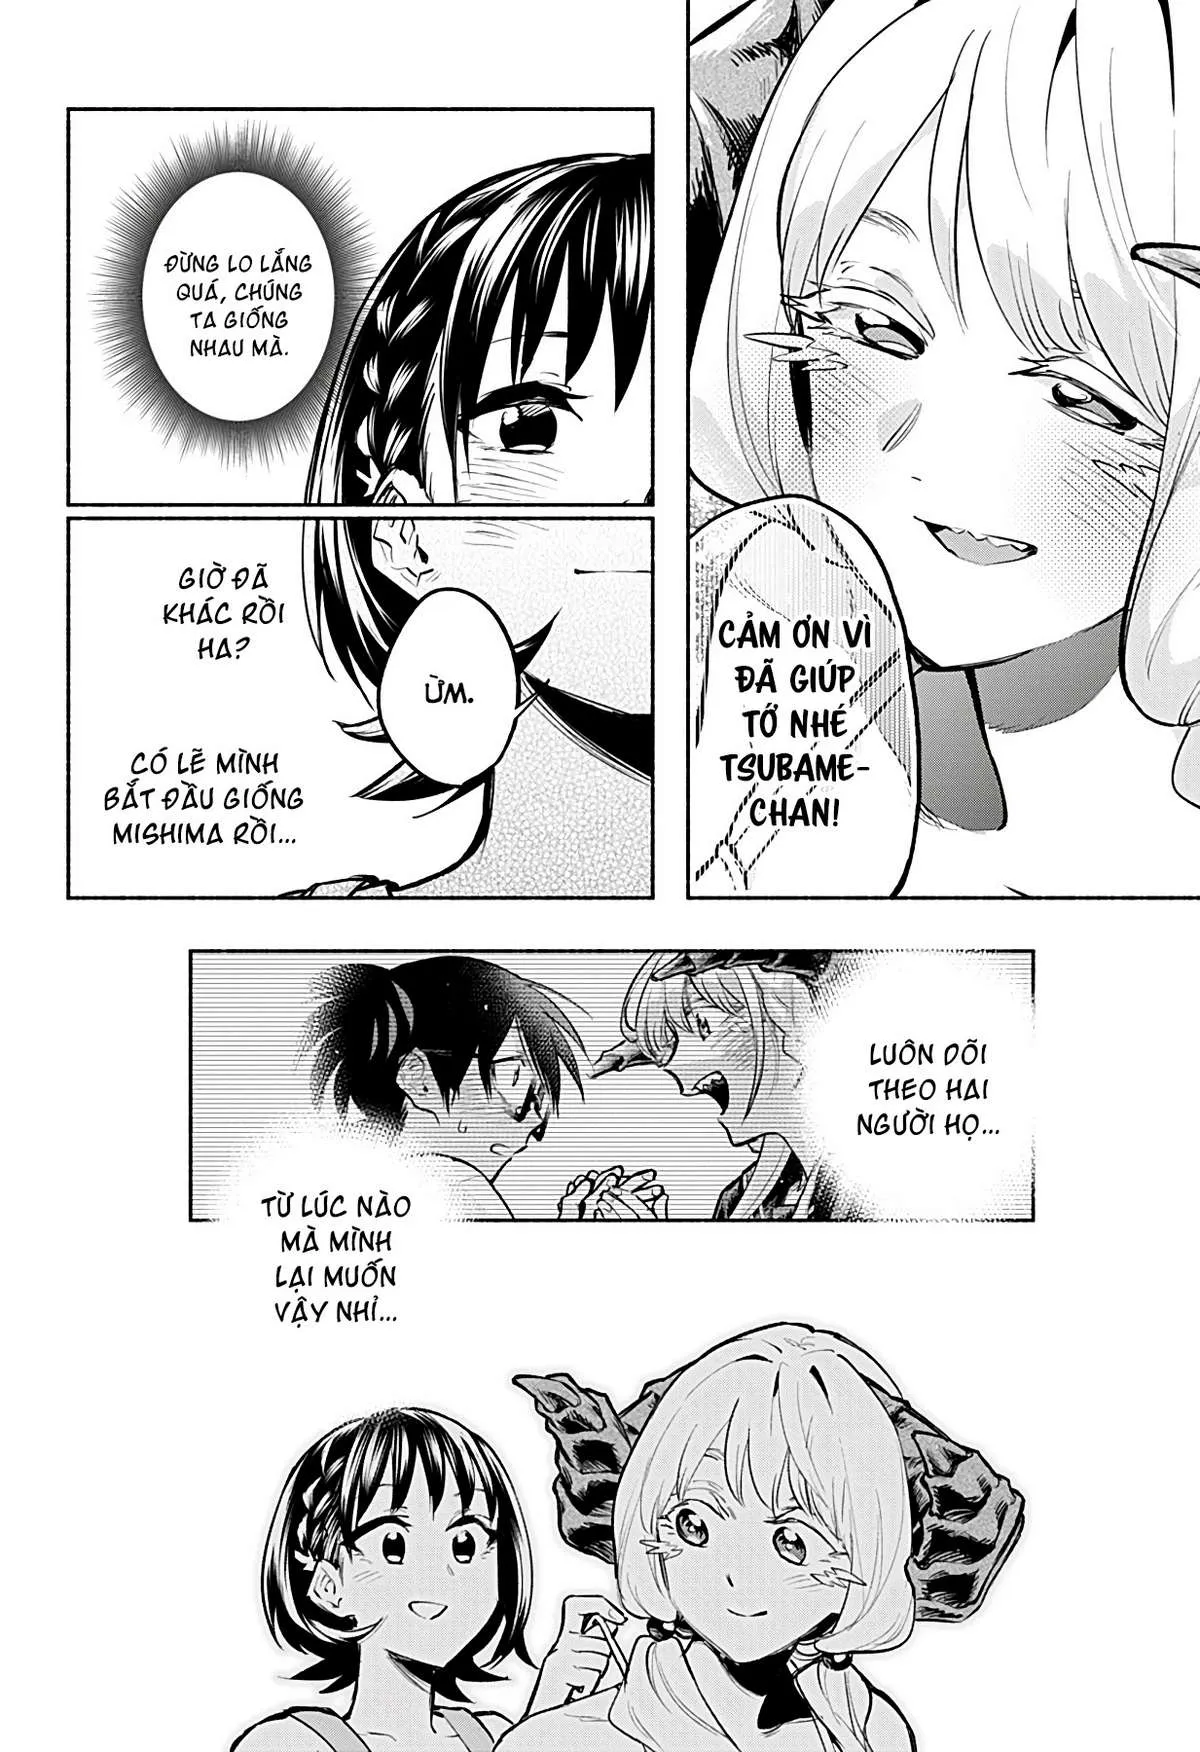 CẢM ƠN VÌ
ĐÃ GIÚP
TỚ NHÉ
TSUBAME-
CHAN!
ĐỪNG LO LẮNG
QUÁ, CHÚNG
TA GIỐNG
NHAU MÀ.
ỪM.
GIỜ ĐÃ
KHÁC RỒI
HA?
CÓ LẼ MÌNH
BẮT ĐẦU GIỐNG
MISHIMA RỒI...
LUÔN DÕI
THEO HAI
NGƯỜI HỌ...
TỪ LÚC NÀO
MÀ MÌNH
LẠI MUỐN
VẬY NHỈ...